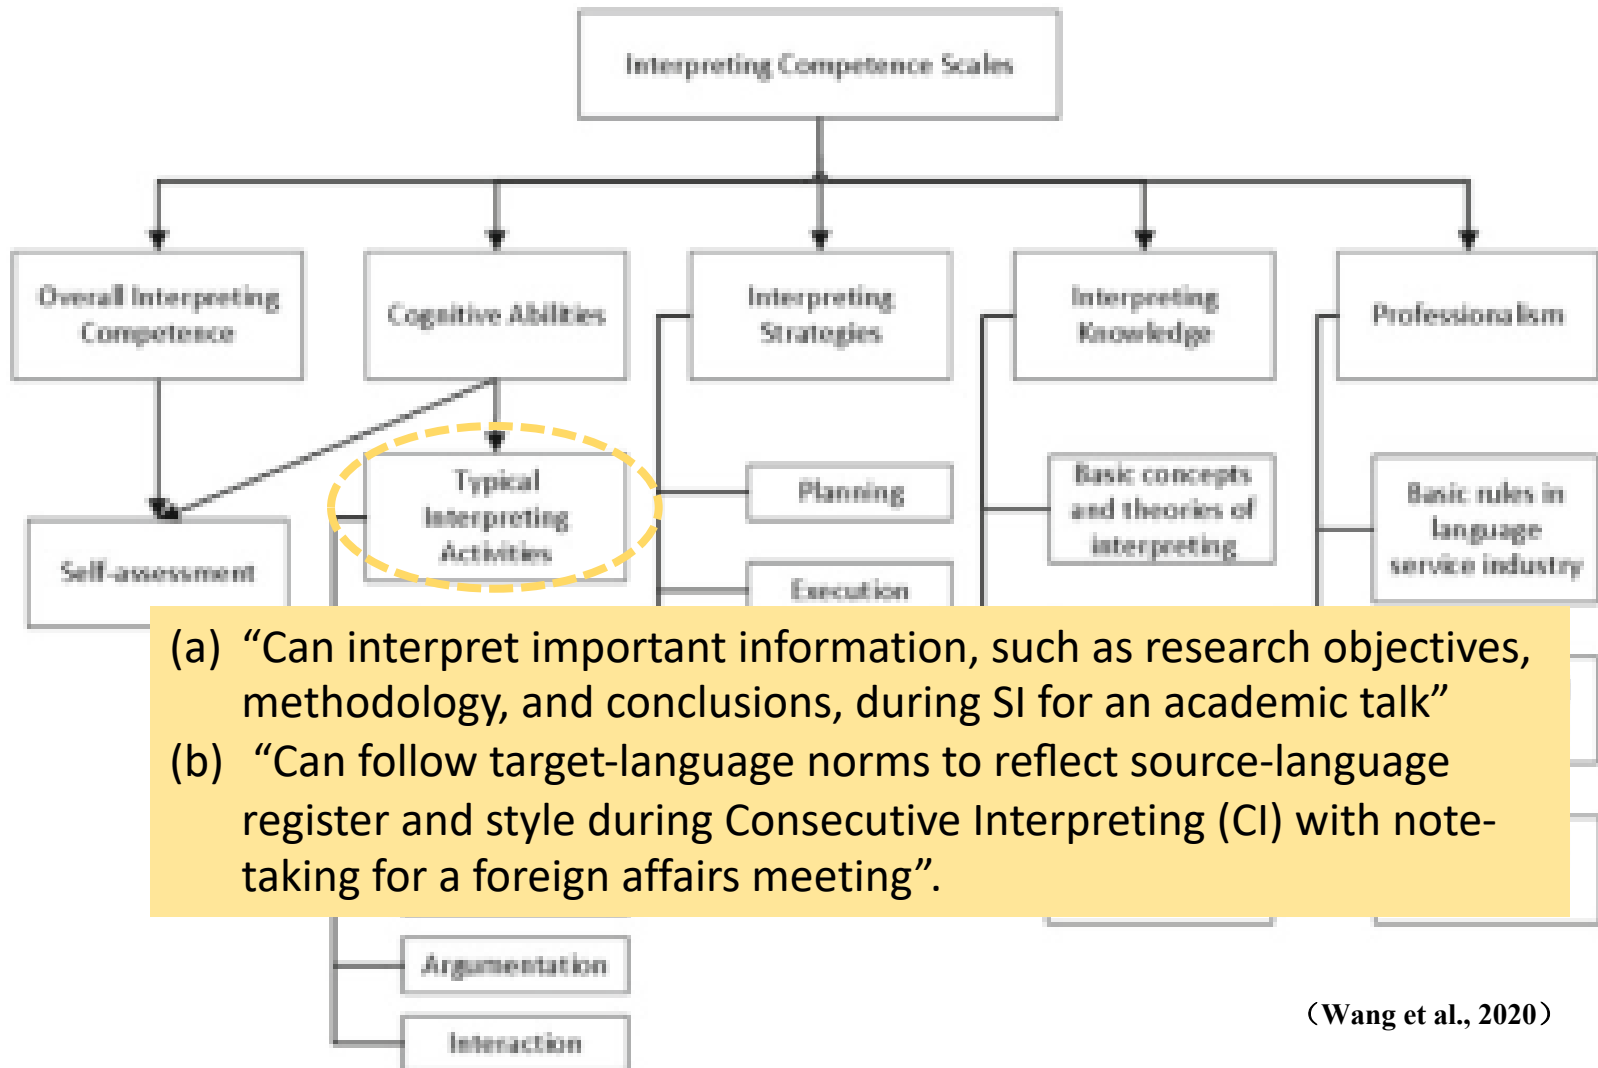 Interpreting Competence Scales
Overall Interpreting
Competence
Cognitive Abilities
Interpreting
Strategies
Interpreting
Knowledge
Professionalism
Self-assessment
Typical
Interpreting
Activities
Planning
Execution
Basic concepts
and theories of
interpreting
Basic rules in
language
service industry
(a) “Can interpret important information, such as research objectives,
methodology, and conclusions, during SI for an academic talk”
(b) “Can follow target-language norms to reflect source-language
register and style during Consecutive Interpreting (CI) with note-
taking for a foreign affairs meeting”.
Argumentation
Interaction
（Wang et al., 2020）